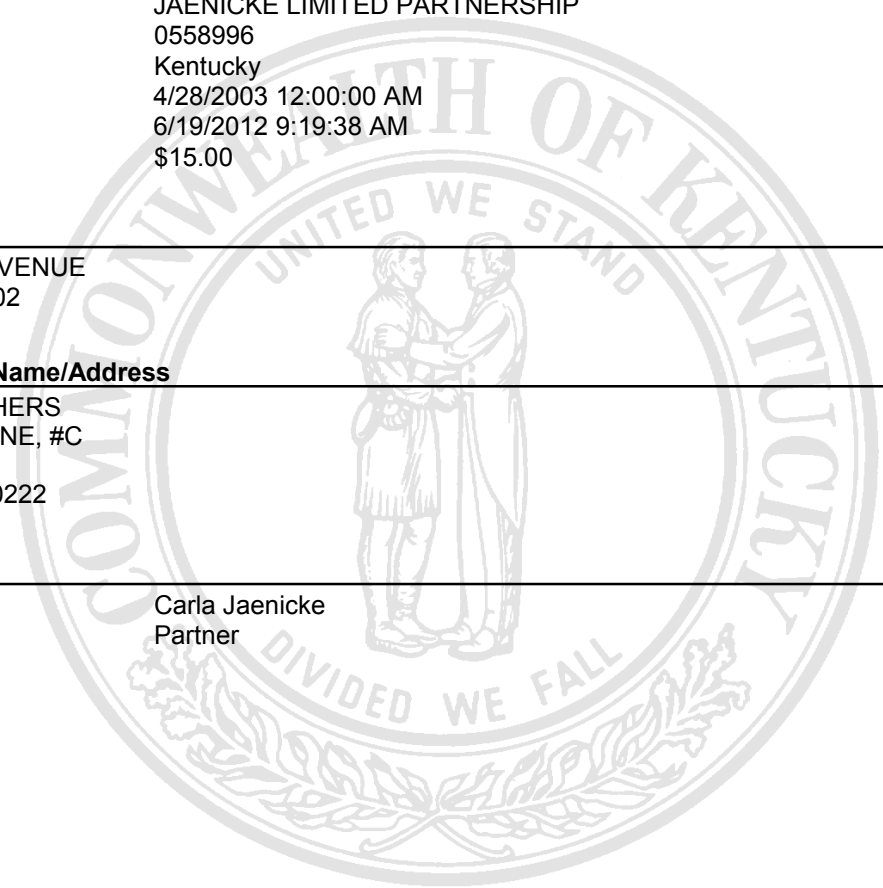 JAENICKE LIMITED PARTNERSHIP
0558996
Kentucky
4/28/2003 12:00:00 AM
6/19/2012 9:19:38 AM
$15.00
COMMONWEALTH OF KENTUCKY
UNITED WE STAND
VENUE
02
Name/Address
HERS
NE, #C
0222
Carla Jaenicke
Partner
DIVIDED WE FALL